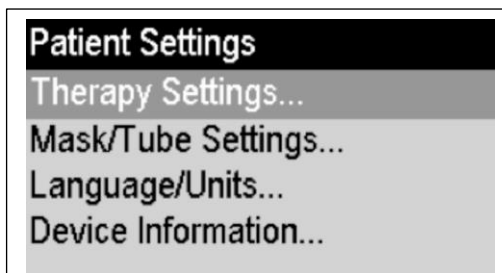 Patient Settings
Therapy Settings...
Mask/Tube Settings...
Language/Units...
Device Information...